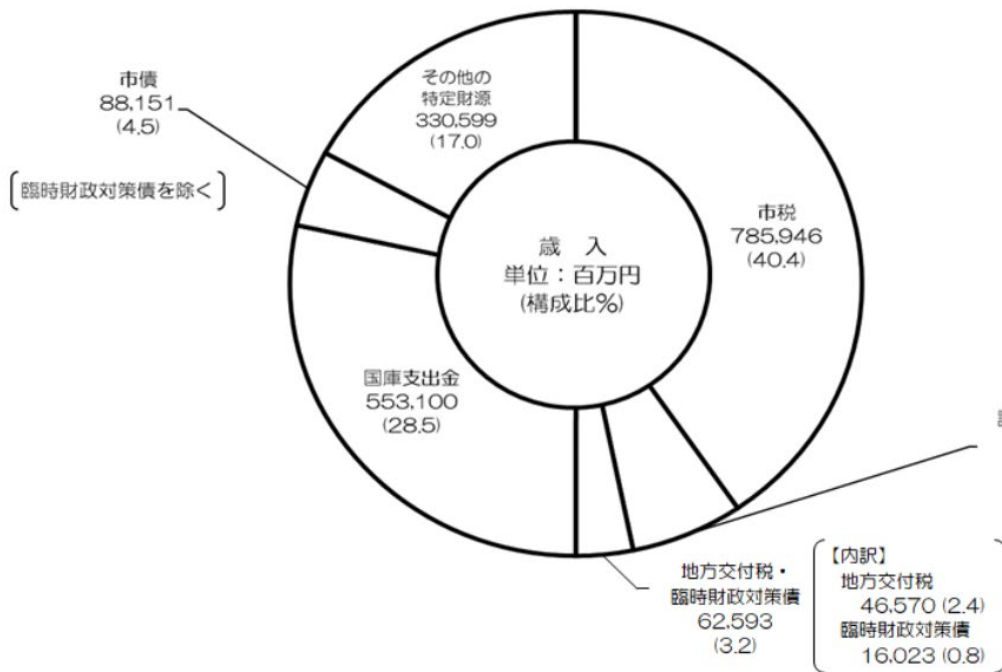 市債
88,151
(4.5)
[臨時財政対策債を除く]
その他の
特定財源
330,599
(17.0)
市税
785,946
(40.4)
歳 入
単位:百万円
(構成比%)
国庫支出金
553,100
(28.5)
地方交付税・
臨時財政対策債
62,593
(3.2)
【内訳】
地方交付税
46,570 (2.4)
臨時財政対策債
16,023 (0.8)